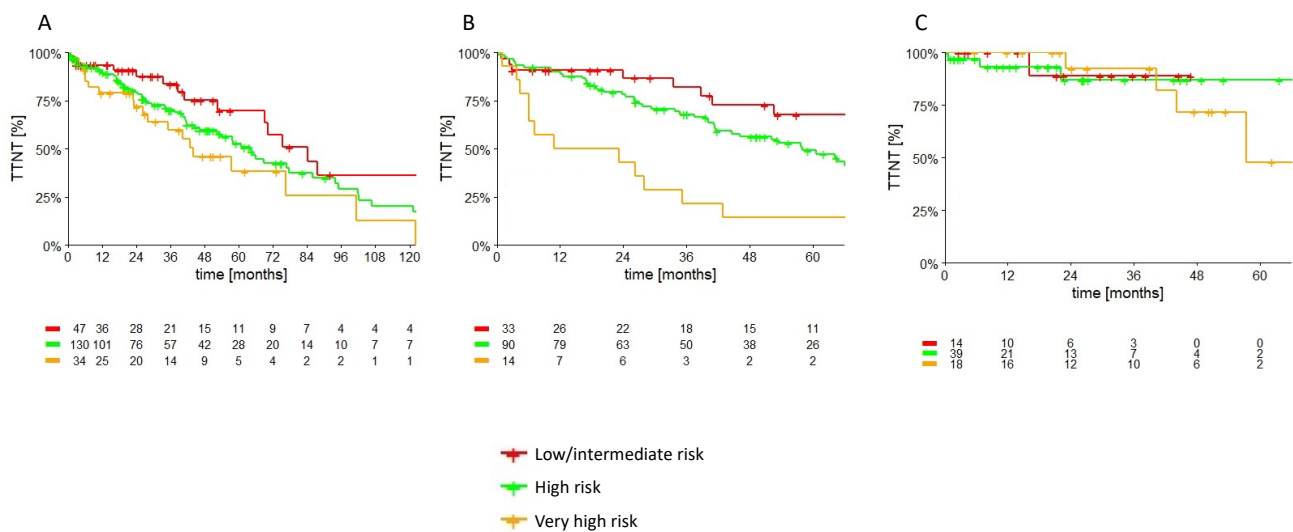 A
100%
75%
50%
25%
0%
TTNT [%]
0 12 24 36 48 60 72 84 96 108 120
time [months]
47 36 28 21 15 11 9 7 4 4 4
130 101 76 57 42 28 20 14 10 7 7
34 25 20 14 9 5 4 2 2 1 1
B
100%
75%
50%
25%
0%
TTNT [%]
0 12 24 36 48 60
time [months]
33 26 22 18 15 11
90 79 63 50 38 26
14 7 6 3 2 2
C
100%
75%
50%
25%
0%
TTNT [%]
0 12 24 36 48 60
time [months]
14 10 6 3 0 0
39 21 13 7 4 2
18 16 12 10 6 2
Low/intermediate risk
High risk
Very high risk